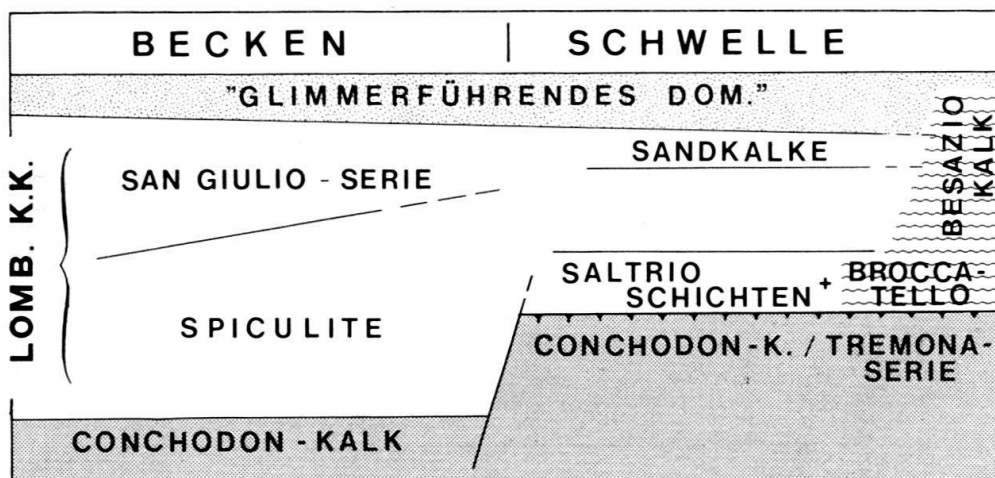 BECKEN | SCHWELLE
"GLIMMERFÜHRENDES DOM."
LOMB. K.K.
SAN GIULIO - SERIE
SPICULITE
CONCHODON - KALK
SANDKALKE
SALTRIO
SCHICHTEN
+
BROCCA-
TELLO
BESAZIO
KALK
CONCHODON - K. / TREMONA-
SERIE